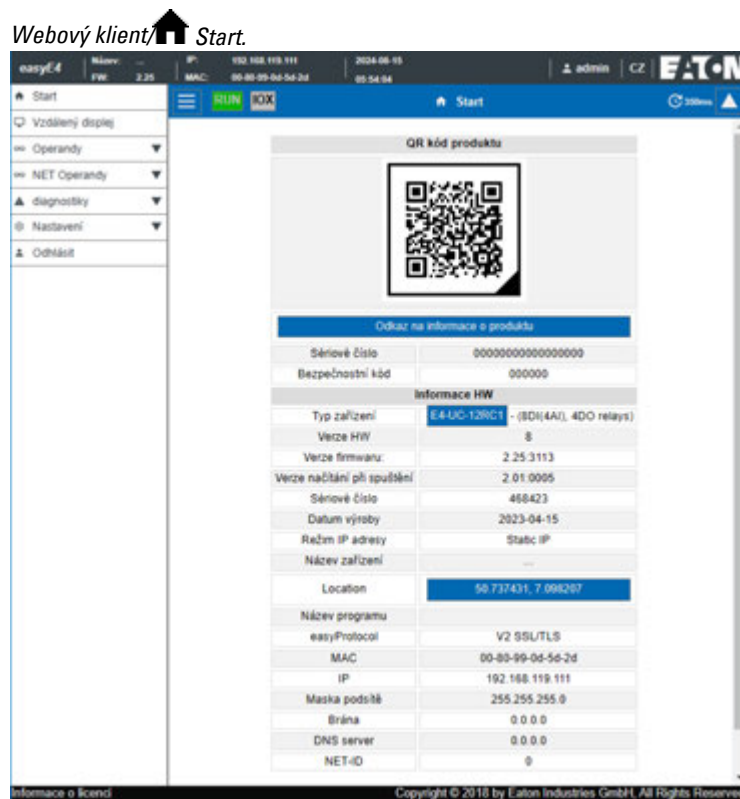 Webový klient/ Start.
easyE4 Název: ... IP: 192.168.119.111 2024-06-15 admin CZ EATON
FW: 2.25 MAC: 00-80-99-0d-5d-2d 05:54:04
Start
RUN IOX Start 350ms
Vzdálený displej
Operandy
NET Operandy
diagnostiky
Nastavení
Odhlásit
QR kód produktu
Odkaz na informace o produktu
Sériové číslo 00000000000000000
Bezpečnostní kód 000000
Informace HW
Typ zařízení E4-UC-12RC1 - (8DI(4AI), 4DO relays)
Verze HW 8
Verze firmwaru: 2.25:3113
Verze načítání při spuštění 2.01:0005
Sériové číslo 468423
Datum výroby 2023-04-15
Režim IP adresy Static IP
Název zařízení ...
Location 50.737431, 7.098207
Název programu
easyProtocol V2 SSL/TLS
MAC 00-80-99-0d-5d-2d
IP 192.168.119.111
Maska podsítě 255.255.255.0
Brána 0.0.0.0
DNS server 0.0.0.0
NET-ID 0
Informace o licenci Copyright © 2018 by Eaton Industries GmbH, All Rights Reserved